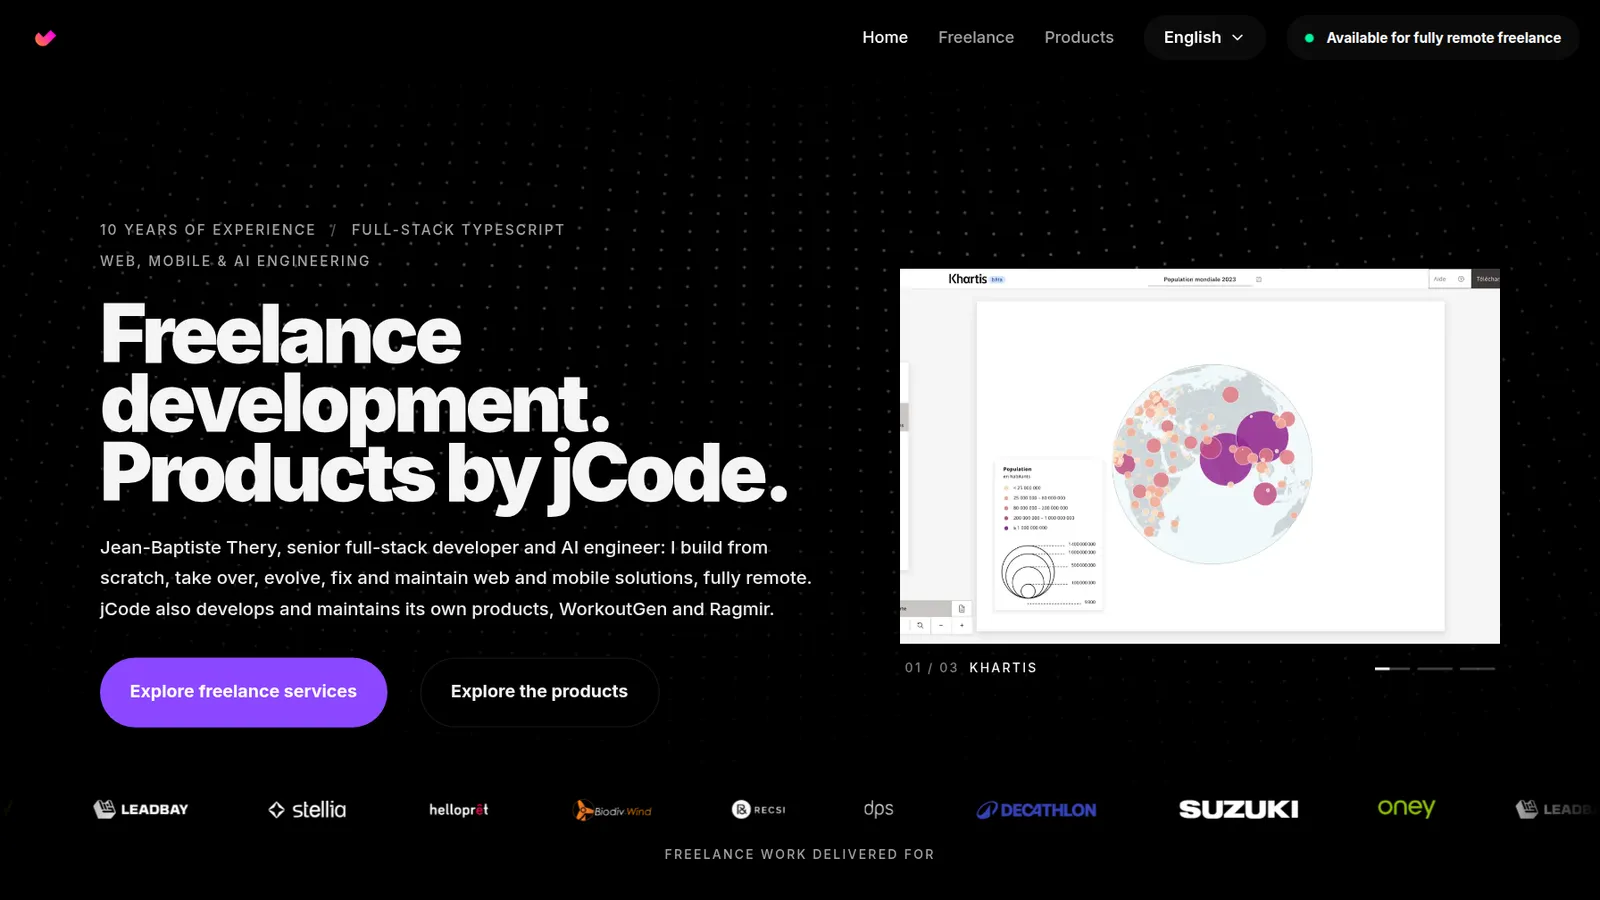 Home
Freelance
Products
English
Available for fully remote freelance
10 YEARS OF EXPERIENCE / FULL-STACK TYPESCRIPT
WEB, MOBILE & AI ENGINEERING
Freelance
development.
Products by jCode.
Jean-Baptiste Thery, senior full-stack developer and AI engineer: I build from
scratch, take over, evolve, fix and maintain web and mobile solutions, fully remote.
jCode also develops and maintains its own products, WorkoutGen and Ragmir.
Explore freelance services
Explore the products
Khartis
Population mondiale 2023
Aide
Population
01 / 03 KHARTIS
LEADBAY
stellia
helloprêt
Biodiv Wind
RECSI
dps
DECATHLON
SUZUKI
oney
FREELANCE WORK DELIVERED FOR